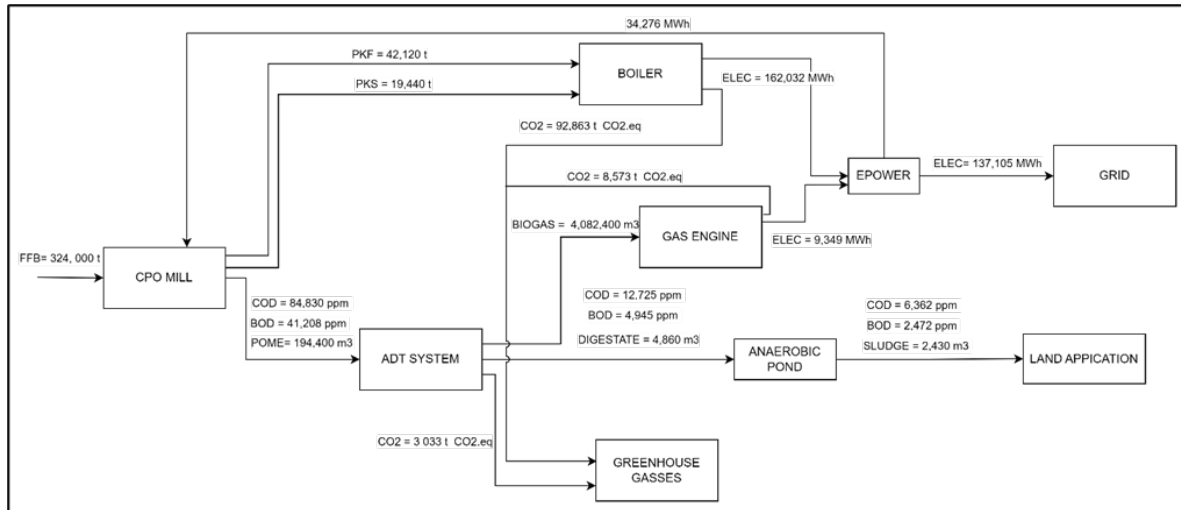 34,276 MWh
PKF = 42,120 t
BOILER
PKS = 19,440 t
ELEC = 162,032 MWh
CO2 = 92,863 t CO2.eq
ELEC= 137,105 MWh
EPOWER
GRID
CO2 = 8,573 t CO2.eq
BIOGAS = 4,082,400 m3
GAS ENGINE
ELEC = 9,349 MWh
FFB= 324, 000 t
CPO MILL
COD = 84,830 ppm
BOD = 41,208 ppm
POME= 194,400 m3
ADT SYSTEM
COD = 12,725 ppm
BOD = 4,945 ppm
DIGESTATE = 4,860 m3
ANAEROBIC
POND
COD = 6,362 ppm
BOD = 2,472 ppm
SLUDGE = 2,430 m3
LAND APPICATION
CO2 = 3 033 t CO2.eq
GREENHOUSE
GASSES